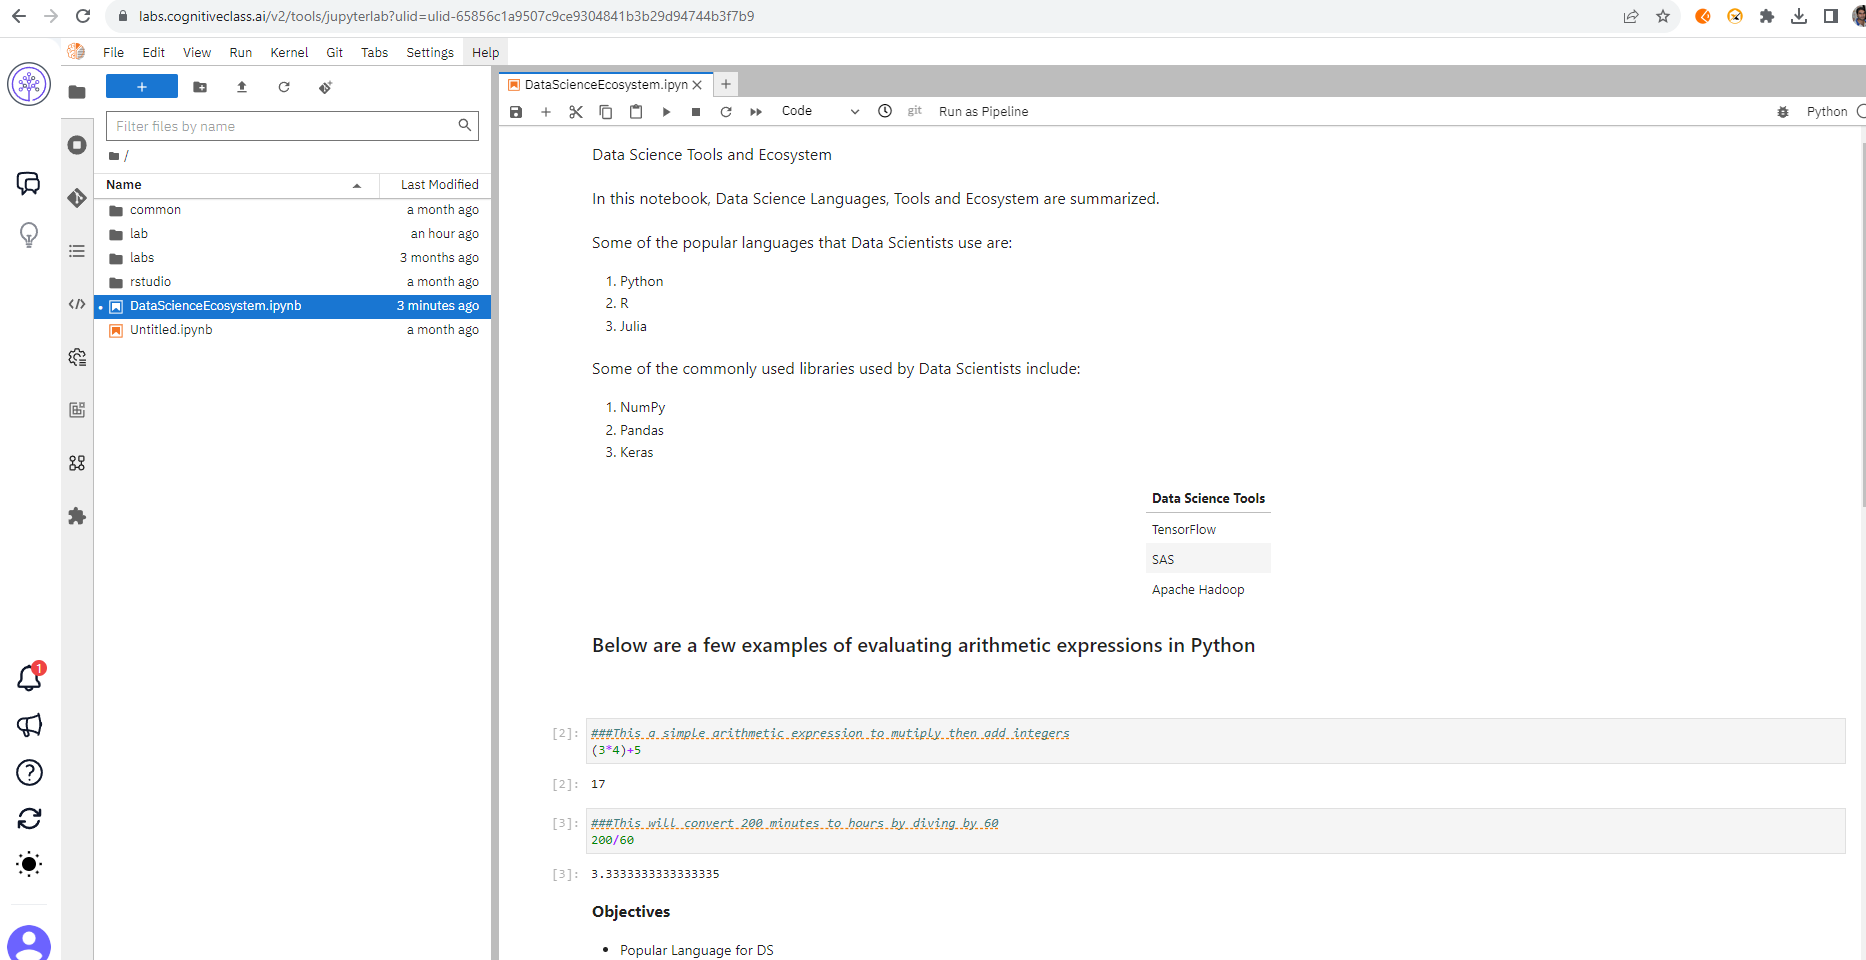 labs.cognitiveclass.ai/v2/tools/jupyterlab?ulid=ulid-65856c1a9507c9ce9304841b3b29d94744b3f7b9
File Edit View Run Kernel Git Tabs Settings Help
+
Filter files by name
/
Name Last Modified
common a month ago
lab an hour ago
labs 3 months ago
rstudio a month ago
DataScienceEcosystem.ipynb 3 minutes ago
Untitled.ipynb a month ago
1
DataScienceEcosystem.ipyn
Code git Run as Pipeline Python
Data Science Tools and Ecosystem
In this notebook, Data Science Languages, Tools and Ecosystem are summarized.
Some of the popular languages that Data Scientists use are:
1. Python
2. R
3. Julia
Some of the commonly used libraries used by Data Scientists include:
1. NumPy
2. Pandas
3. Keras
Data Science Tools
TensorFlow
SAS
Apache Hadoop
Below are a few examples of evaluating arithmetic expressions in Python
[2]: ###This a simple arithmetic expression to mutiply then add integers
(3*4)+5
[2]: 17
[3]: ###This will convert 200 minutes to hours by diving by 60
200/60
[3]: 3.3333333333333335
Objectives
• Popular Language for DS